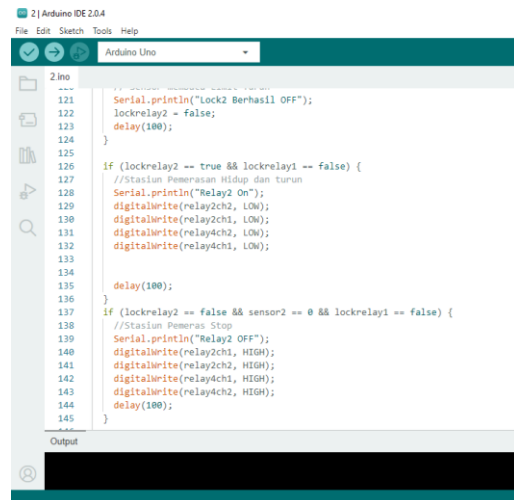 2 | Arduino IDE 2.0.4
File Edit Sketch Tools Help
Arduino Uno
2.ino
121 Serial.println("Lock2 Berhasil OFF");
122 lockrelay2 = false;
123 delay(100);
124 }
125
126 if (lockrelay2 == true && lockrelay1 == false) {
127 //Stasiun Pemerasan Hidup dan turun
128 Serial.println("Relay2 On");
129 digitalWrite(relay2ch2, LOW);
130 digitalWrite(relay2ch1, LOW);
131 digitalWrite(relay4ch2, LOW);
132 digitalWrite(relay4ch1, LOW);
133
134
135 delay(100);
136 }
137 if (lockrelay2 == false && sensor2 == 0 && lockrelay1 == false) {
138 //Stasiun Pemeras Stop
139 Serial.println("Relay2 OFF");
140 digitalWrite(relay2ch1, HIGH);
141 digitalWrite(relay2ch2, HIGH);
142 digitalWrite(relay4ch1, HIGH);
143 digitalWrite(relay4ch2, HIGH);
144 delay(100);
145 }
Output